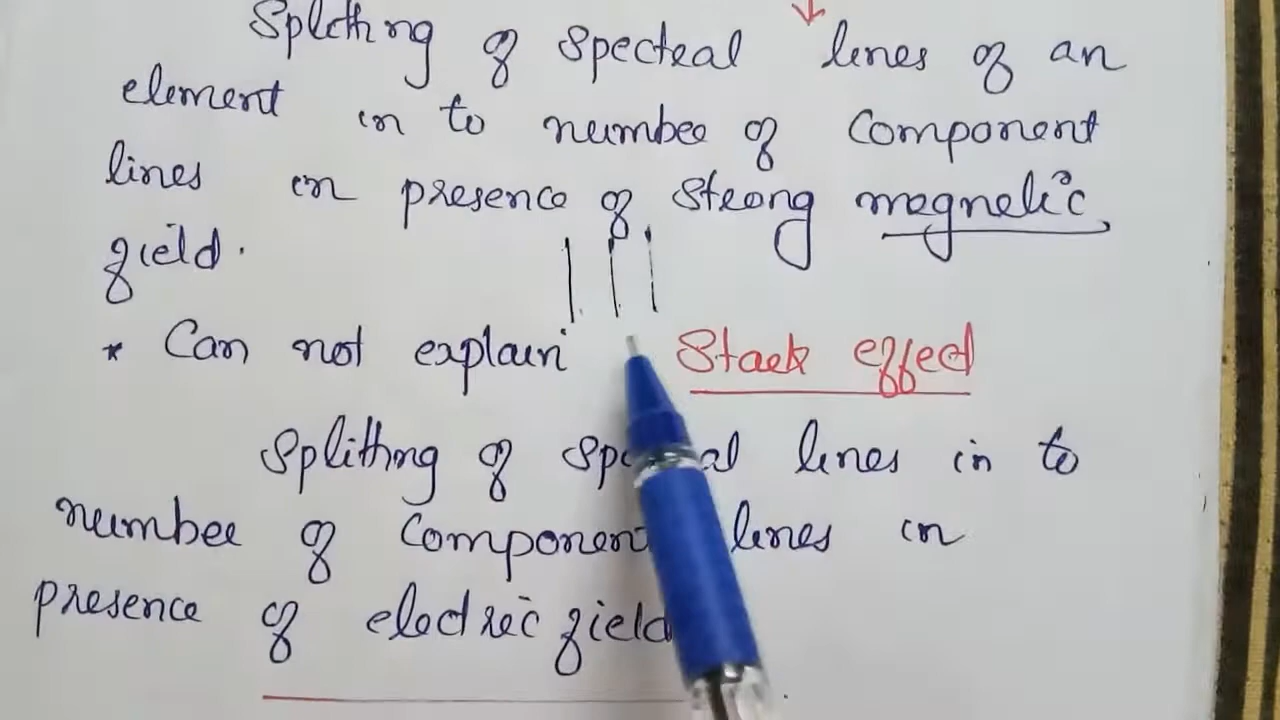 Splitting of spectral lines of an
element in to number of component
lines in presence of strong magnetic
field.
* Can not explain Stark effect
Splitting of lines in to
number of component lines in
presence of electric field